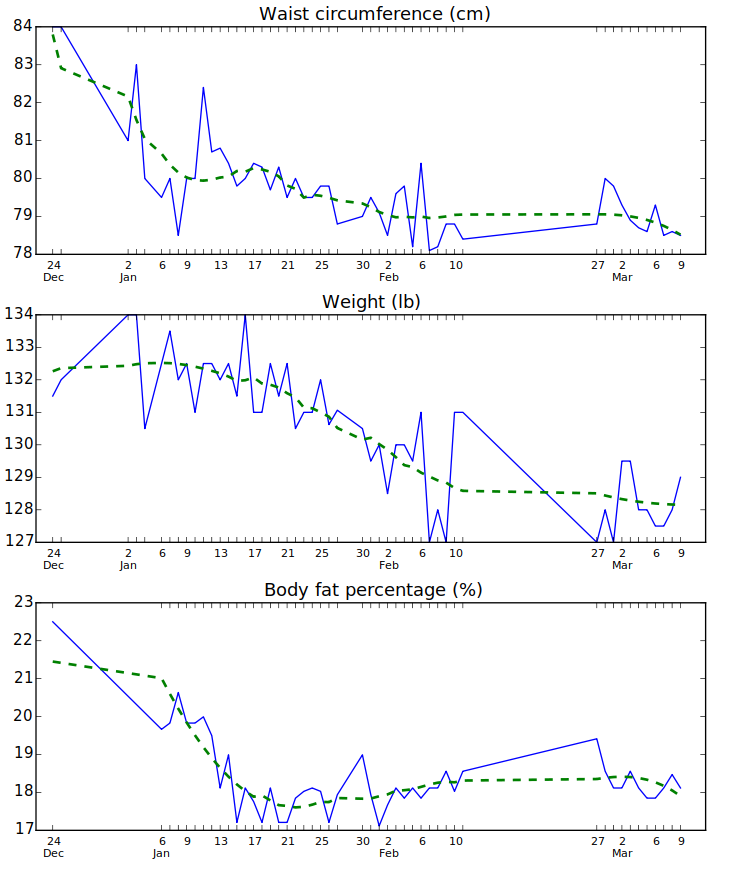 Waist circumference (cm)
84
83
82
81
80
79
78
24 2 6 9 13 17 21 25 30 2 6 10 27 2 6 9
Dec Jan Feb Mar
Weight (lb)
134
133
132
131
130
129
128
127
24 2 6 9 13 17 21 25 30 2 6 10 27 2 6 9
Dec Jan Feb Mar
Body fat percentage (%)
23
22
21
20
19
18
17
24 6 9 13 17 21 25 30 2 6 10 27 2 6 9
Dec Jan Feb Mar